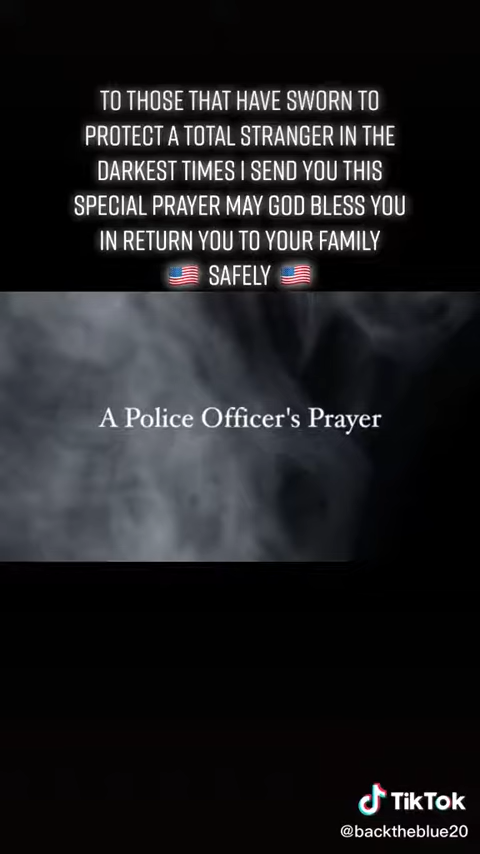 TO THOSE THAT HAVE SWORN TO
PROTECT A TOTAL STRANGER IN THE
DARKEST TIMES I SEND YOU THIS
SPECIAL PRAYER MAY GOD BLESS YOU
IN RETURN YOU TO YOUR FAMILY
🇺🇸 SAFELY 🇺🇸
A Police Officer's Prayer
TikTok
@backtheblue20